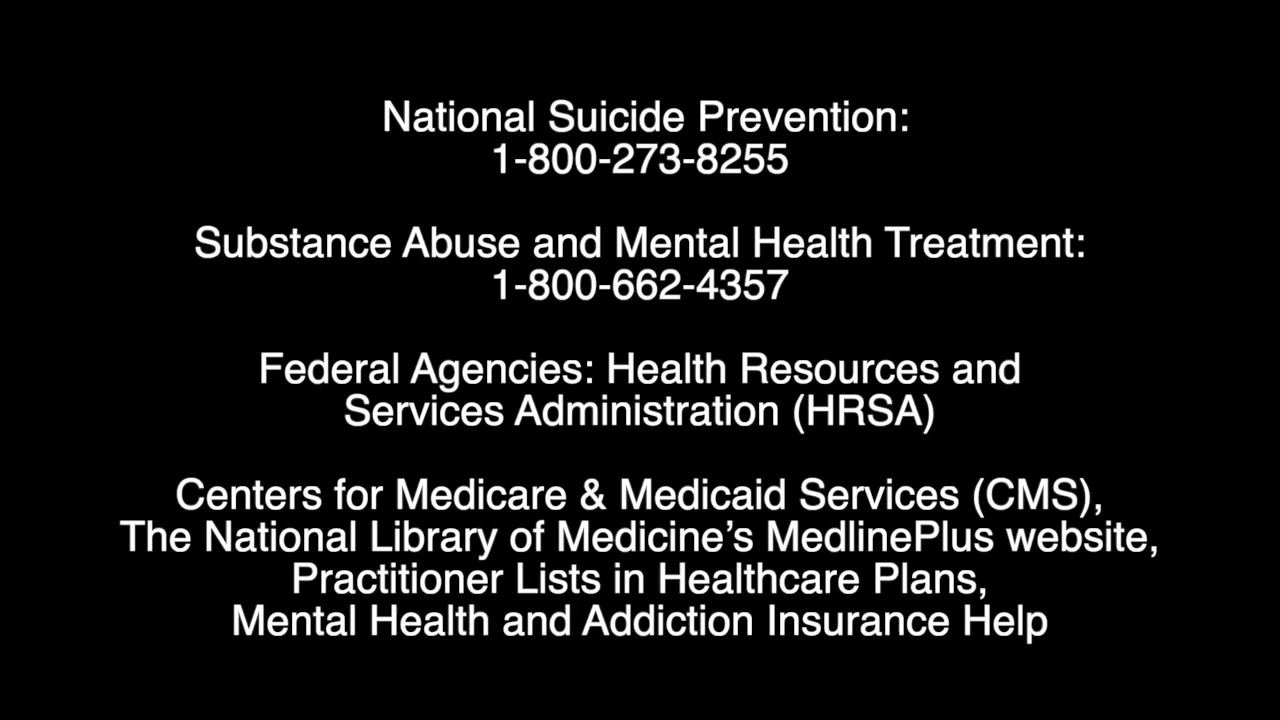 National Suicide Prevention:
1-800-273-8255
Substance Abuse and Mental Health Treatment:
1-800-662-4357
Federal Agencies: Health Resources and
Services Administration (HRSA)
Centers for Medicare & Medicaid Services (CMS),
The National Library of Medicine’s MedlinePlus website,
Practitioner Lists in Healthcare Plans,
Mental Health and Addiction Insurance Help